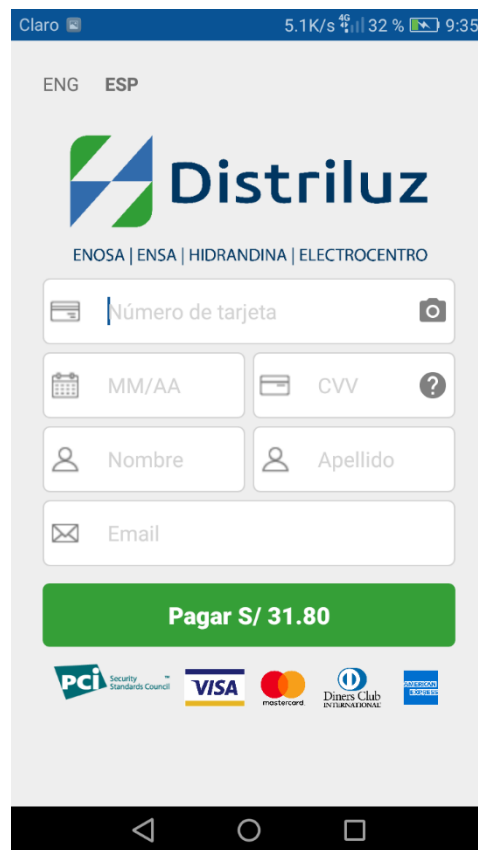 Claro 5.1K/s 4G 32 % 9:35
ENG ESP
Distriluz
ENOSA | ENSA | HIDRANDINA | ELECTROCENTRO
Número de tarjeta
MM/AA CVV ?
Nombre Apellido
Email
Pagar S/ 31.80
PCi Security Standards Council VISA mastercard Diners Club INTERNATIONAL AMERICAN EXPRESS